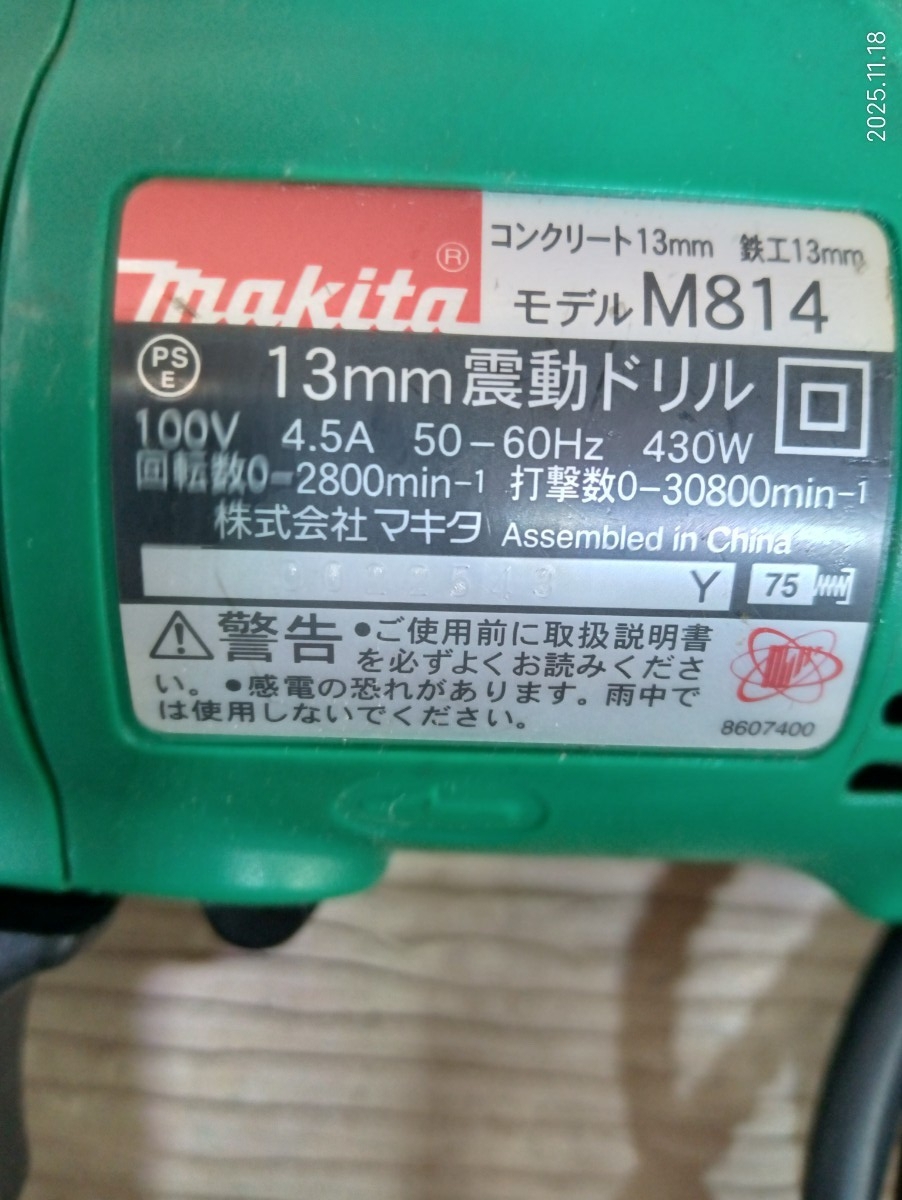 2025.11.18
makita®
コンクリート13mm 鉄工13mm
モデル M814
PS
E
13mm震動ドリル
100V 4.5A 50-60Hz 430W
回転数0-2800min-1 打撃数0-30800min-1
株式会社マキタ Assembled in China
Y 75
警告 ●ご使用前に取扱説明書
を必ずよくお読みくださ
い。●感電の恐れがあります。雨中で
は使用しないでください。
8607400